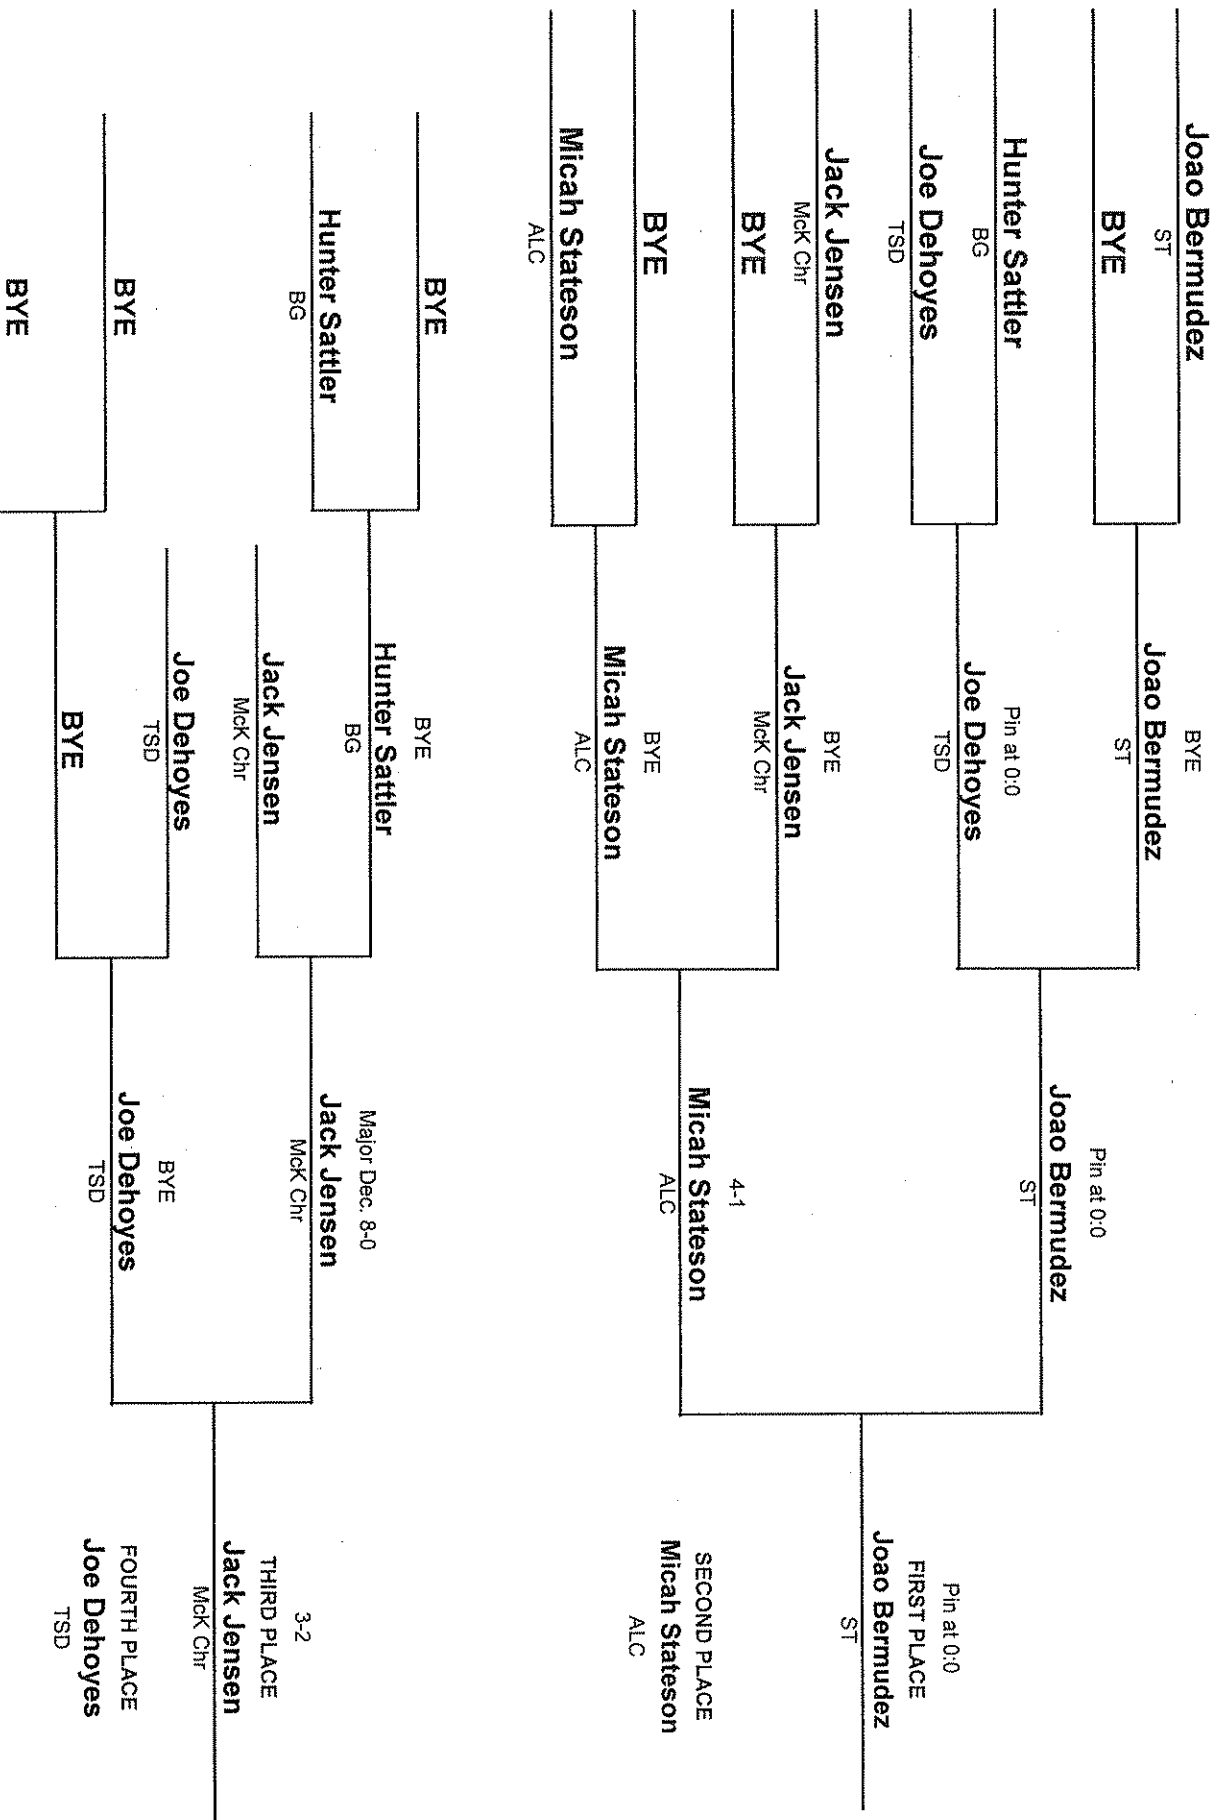 Joao Bermudez
ST
BYE
Hunter Sattler
BG
Joe Dehoyes
TSD
Jack Jensen
McK Chr
BYE
BYE
Micah Stateson
ALC
BYE
Joao Bermudez
ST
Pin at 0:0
Joe Dehoyes
TSD
BYE
Jack Jensen
McK Chr
BYE
Micah Stateson
ALC
Pin at 0:0
Joao Bermudez
ST
4-1
Micah Stateson
ALC
Pin at 0:0
FIRST PLACE
Joao Bermudez
ST
SECOND PLACE
Micah Stateson
ALC
BYE
Hunter Sattler
BG
BYE
BYE
BYE
Hunter Sattler
BG
Jack Jensen
McK Chr
Joe Dehoyes
TSD
BYE
Major Dec. 8-0
Jack Jensen
McK Chr
BYE
Joe Dehoyes
TSD
3-2
THIRD PLACE
Jack Jensen
McK Chr
FOURTH PLACE
Joe Dehoyes
TSD